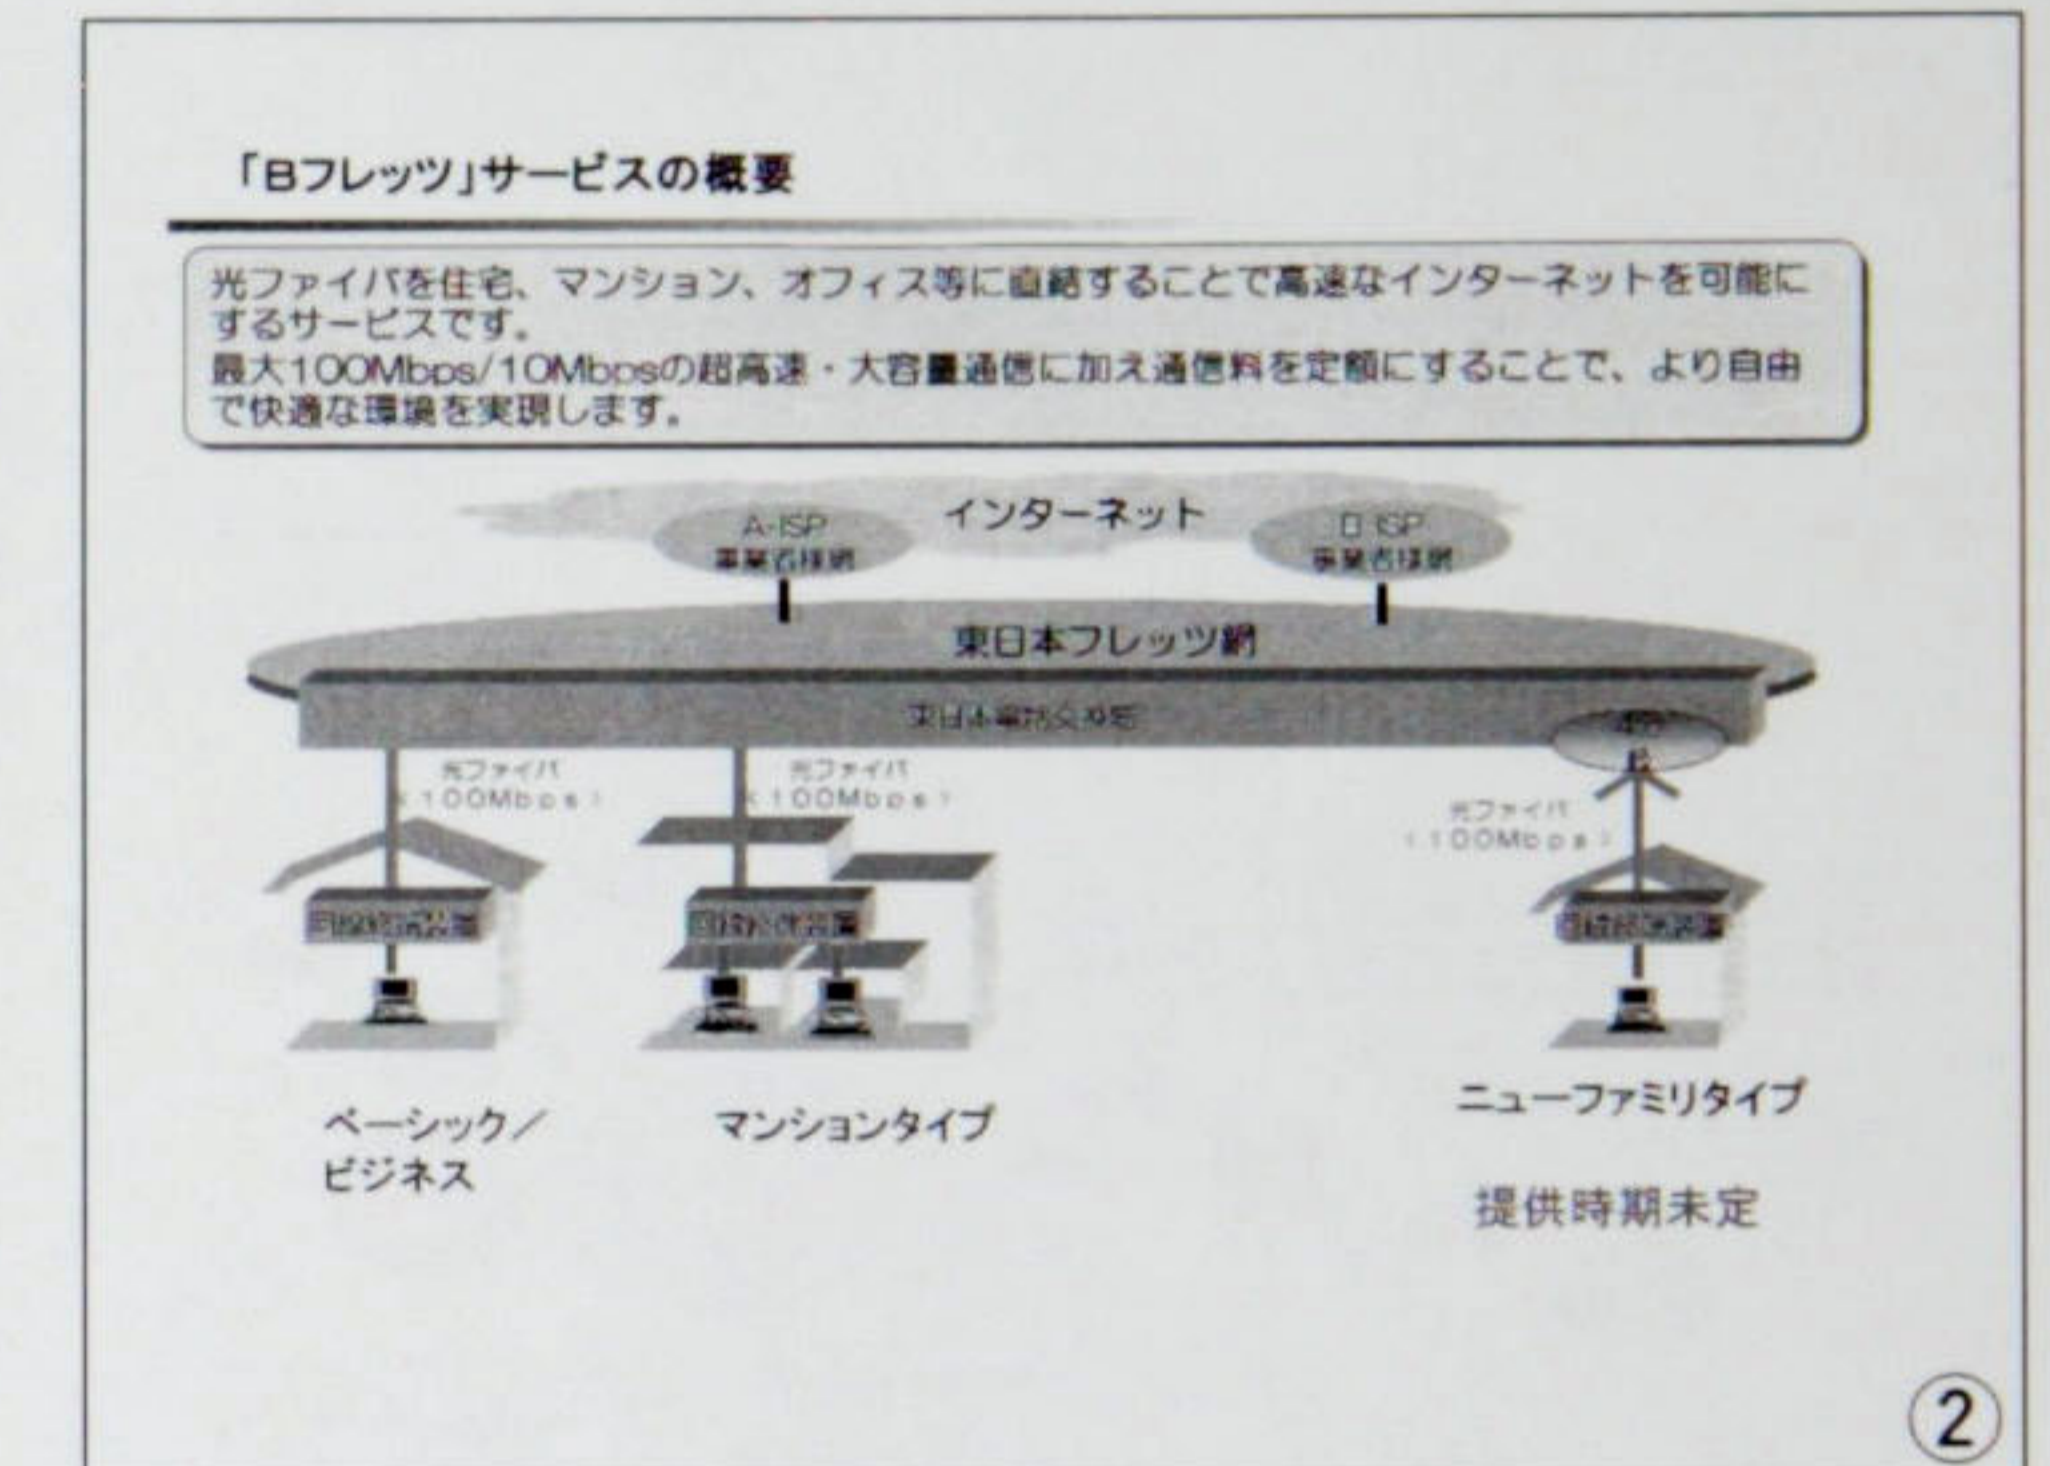 「Bフレッツ」サービスの概要
光ファイバを住宅、マンション、オフィス等に直結することで高速なインターネットを可能に
するサービスです。
最大100Mbps/10Mbpsの超高速・大容量通信に加え通信料を定額にすることで、より自由
で快適な環境を実現します。
インターネット
A-ISP
事業者様網
ISP
事業者様網
東日本フレッツ網
光ファイバ
<100Mbps>
光ファイバ
<100Mbps>
光ファイバ
<100Mbps>
ベーシック/
ビジネス
マンションタイプ
ニューファミリタイプ
提供時期未定
②